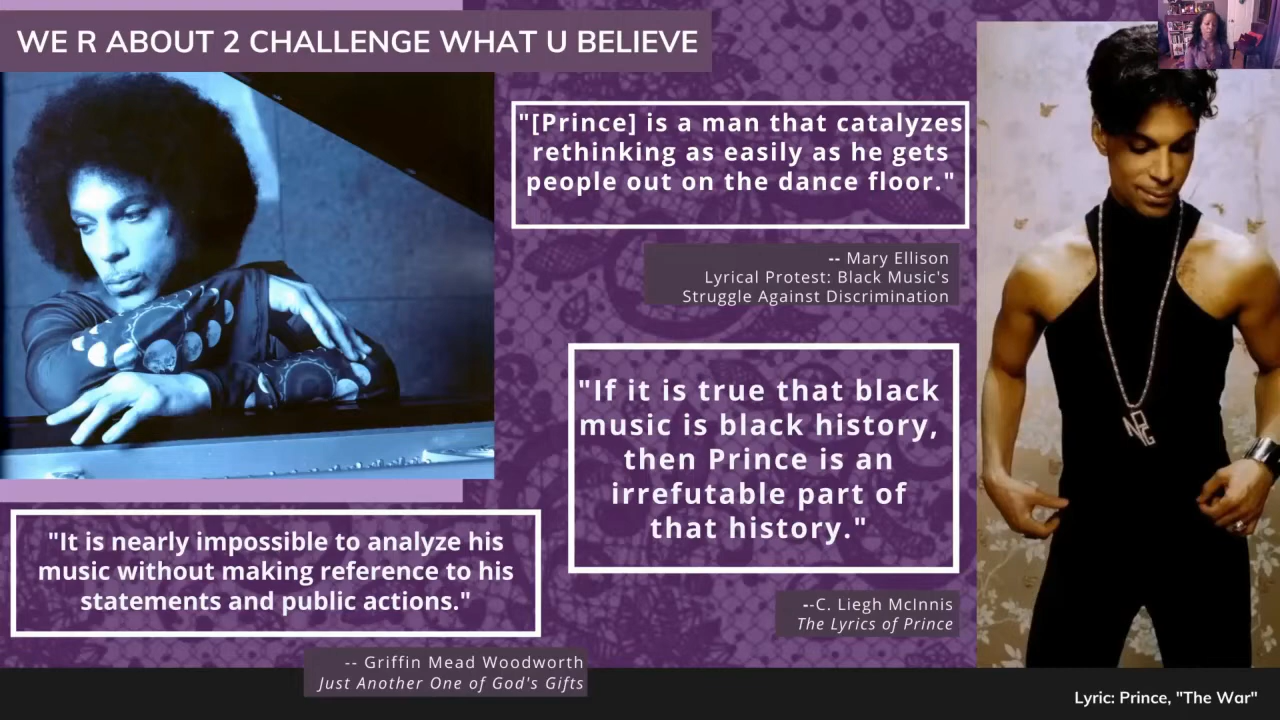 WE R ABOUT 2 CHALLENGE WHAT U BELIEVE
"[Prince] is a man that catalyzes
rethinking as easily as he gets
people out on the dance floor."
-- Mary Ellison
Lyrical Protest: Black Music's
Struggle Against Discrimination
"If it is true that black
music is black history,
then Prince is an
irrefutable part of
that history."
--C. Liegh McInnis
The Lyrics of Prince
"It is nearly impossible to analyze his
music without making reference to his
statements and public actions."
-- Griffin Mead Woodworth
Just Another One of God's Gifts
Lyric: Prince, "The War"